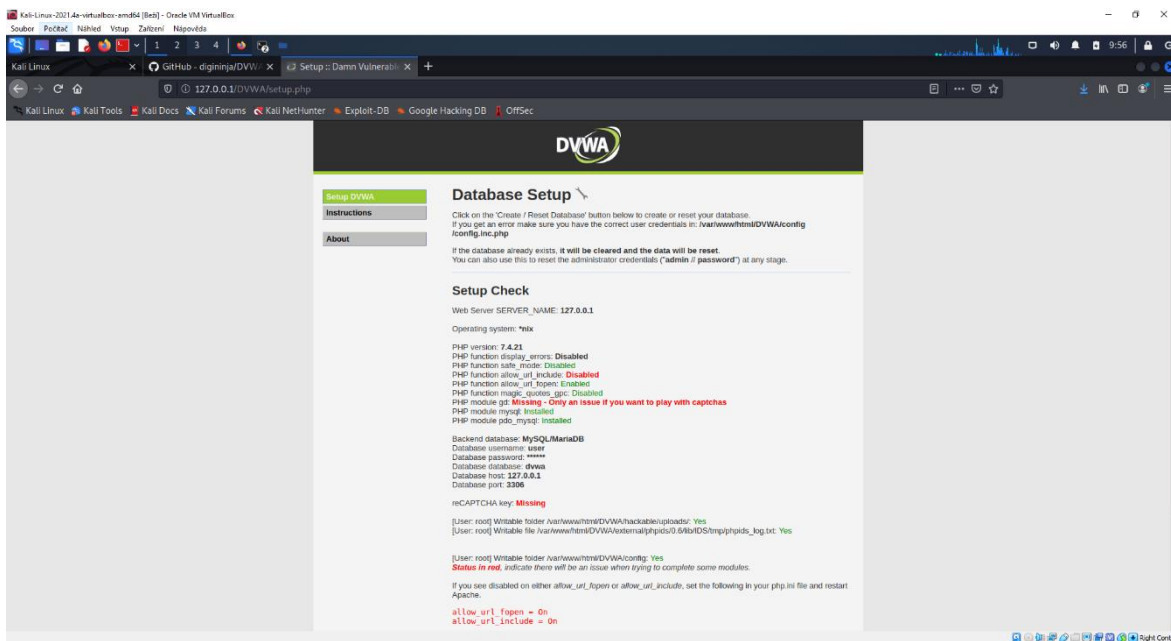 Kali-Linux-2021.4a-virtualbox-amd64 [Beží] - Oracle VM VirtualBox
Soubor Počítač Náhled Vstup Zařízení Nápověda
1 2 3 4
9:56
Kali Linux
GitHub - digininja/DVW
Setup :: Damn Vulnerabl
127.0.0.1/DVWA/setup.php
Kali Linux Kali Tools Kali Docs Kali Forums Kali NetHunter Exploit-DB Google Hacking DB OffSec
DVWA
Setup DVWA
Instructions
About
Database Setup
Click on the 'Create / Reset Database' button below to create or reset your database.
If you get an error make sure you have the correct user credentials in: /var/www/html/DVWA/config
/config.inc.php
If the database already exists, it will be cleared and the data will be reset.
You can also use this to reset the administrator credentials ("admin // password") at any stage.
Setup Check
Web Server SERVER_NAME: 127.0.0.1
Operating system: *nix
PHP version: 7.4.21
PHP function display_errors: Disabled
PHP function safe_mode: Disabled
PHP function allow_url_include: Disabled
PHP function allow_url_fopen: Enabled
PHP function magic_quotes_gpc: Disabled
PHP module gd: Missing - Only an issue if you want to play with captchas
PHP module mysql: Installed
PHP module pdo_mysql: Installed
Backend database: MySQL/MariaDB
Database username: user
Database password: ******
Database database: dvwa
Database host: 127.0.0.1
Database port: 3306
reCAPTCHA key: Missing
[User: root] Writable folder /var/www/html/DVWA/hackable/uploads/: Yes
[User: root] Writable file /var/www/html/DVWA/external/phpids/0.6/lib/IDS/tmp/phpids_log.txt: Yes
[User: root] Writable folder /var/www/html/DVWA/config: Yes
Status in red, indicate there will be an issue when trying to complete some modules.
If you see disabled on either allow_url_fopen or allow_url_include, set the following in your php.ini file and restart
Apache.
allow_url_fopen = On
allow_url_include = On
Right Cont